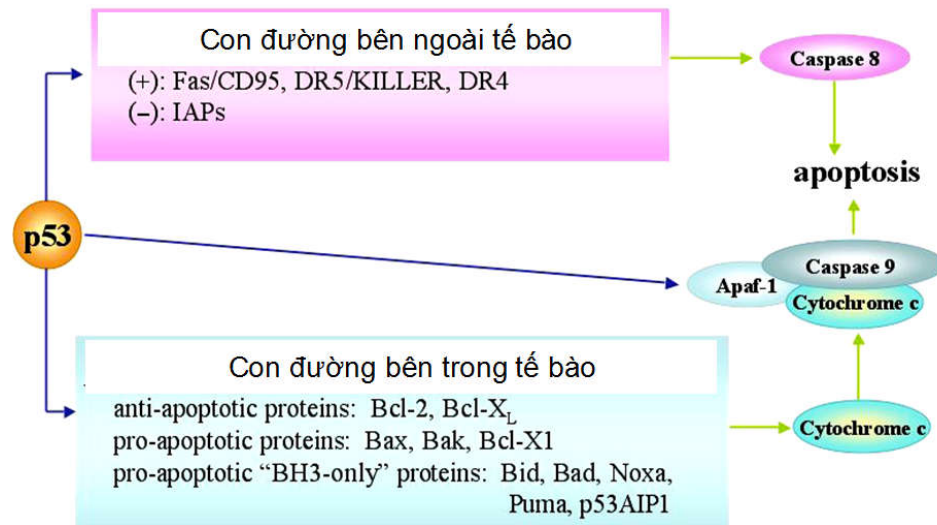 Con đường bên ngoài tế bào
(+): Fas/CD95, DR5/KILLER, DR4
(–): IAPs
Caspase 8
apoptosis
p53
Caspase 9
Apaf-1
Cytochrome c
Con đường bên trong tế bào
anti-apoptotic proteins: Bcl-2, Bcl-XL
pro-apoptotic proteins: Bax, Bak, Bcl-X1
pro-apoptotic “BH3-only” proteins: Bid, Bad, Noxa,
Puma, p53AIP1
Cytochrome c